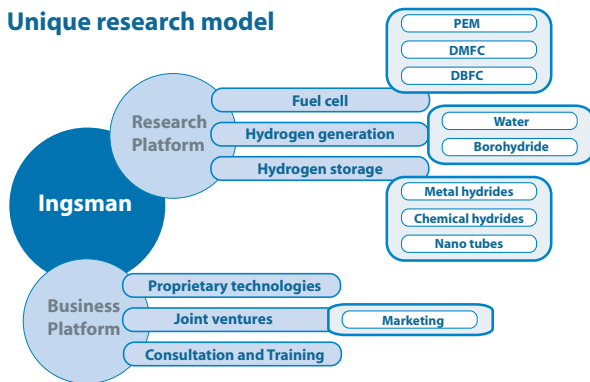 Unique research model
PEM
DMFC
DBFC
Fuel cell
Research
Platform
Hydrogen generation
Water
Borohydride
Hydrogen storage
Ingsman
Metal hydrides
Chemical hydrides
Nano tubes
Business
Platform
Proprietary technologies
Joint ventures
Marketing
Consultation and Training